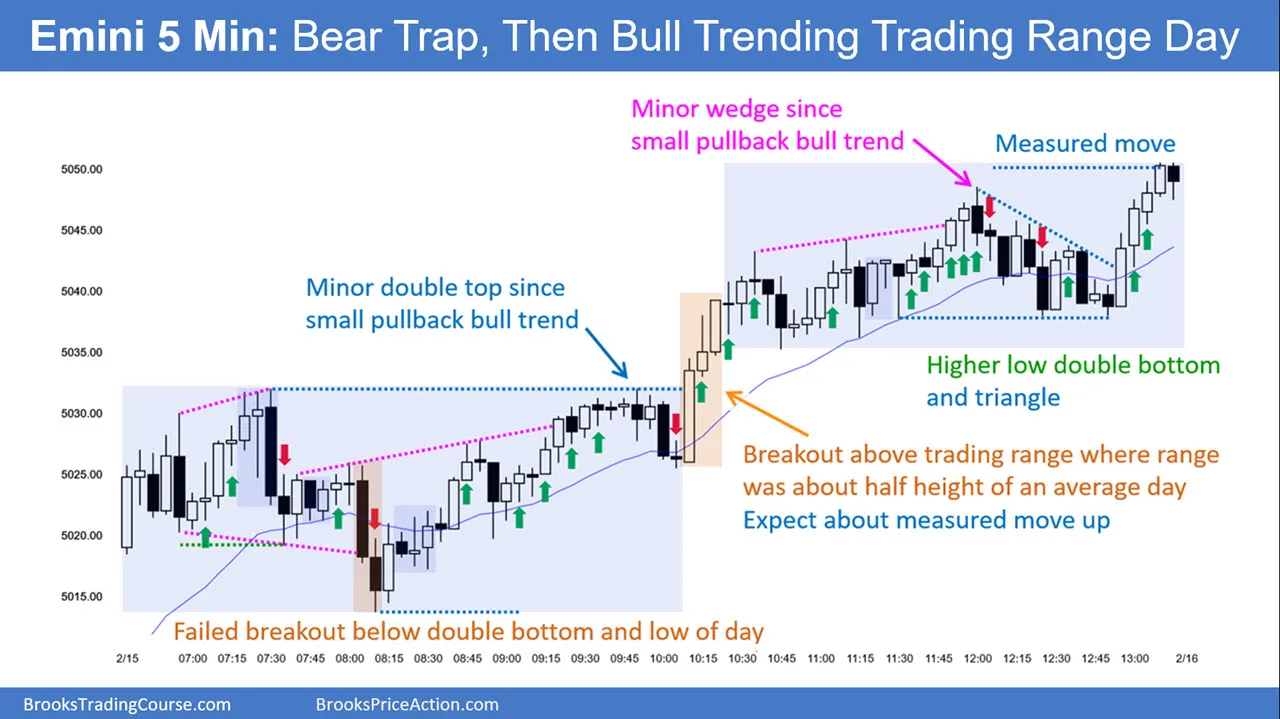 Emini 5 Min: Bear Trap, Then Bull Trending Trading Range Day
Minor wedge since
small pullback bull trend
Measured move
5050.00
5045.00
5040.00
5035.00
5030.00
5025.00
5020.00
5015.00
Minor double top since
small pullback bull trend
Higher low double bottom
and triangle
Breakout above trading range where range
was about half height of an average day
Expect about measured move up
Failed breakout below double bottom and low of day
2/15 07:00 07:15 07:30 07:45 08:00 08:15 08:30 08:45 09:00 09:15 09:30 09:45 10:00 10:15 10:30 10:45 11:00 11:15 11:30 11:45 12:00 12:15 12:30 12:45 13:00 2/16
BrooksTradingCourse.com BrooksPriceAction.com